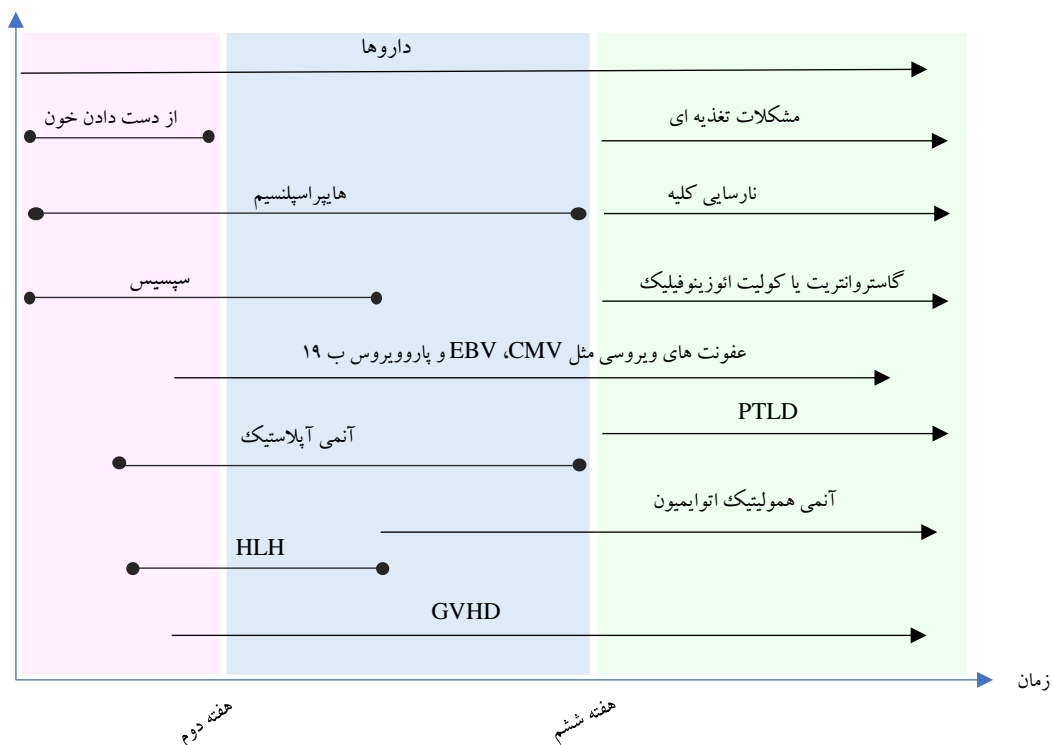 داروها
از دست دادن خون
مشکلات تغذیه ای
هایپراسپلنسیم
نارسایی کلیه
سپسیس
گاستروانتریت یا کولیت ائوزینوفیلیک
عفونت های ویروسی مثل EBV ،CMV و پاروویروس ب ۱۹
PTLD
آنمی آپلاستیک
آنمی همولیتیک اتوایمیون
HLH
GVHD
زمان
هفته دوم
هفته ششم